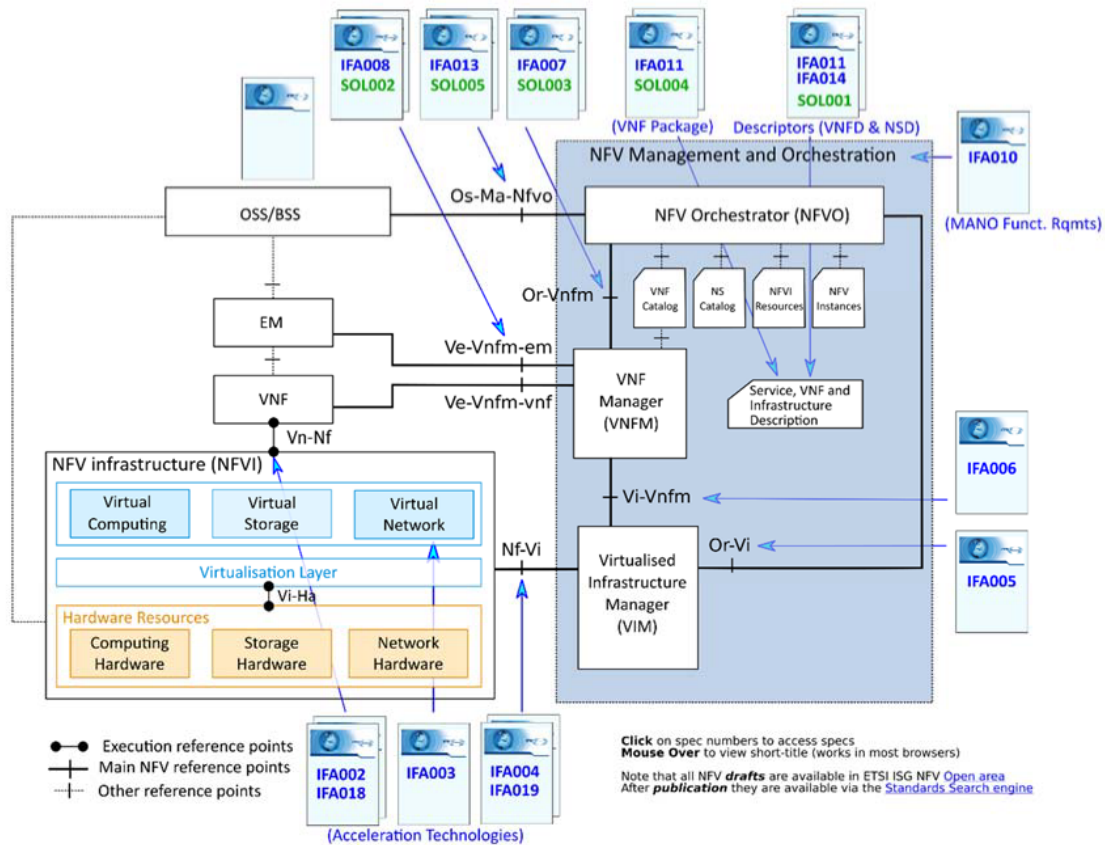 IFA008
SOL002
IFA013
SOL005
IFA007
SOL003
IFA011
SOL004
IFA011
IFA014
SOL001
(VNF Package)
Descriptors (VNFD & NSD)
NFV Management and Orchestration
IFA010
(MANO Funct. Rqmts)
OSS/BSS
Os-Ma-Nfvo
NFV Orchestrator (NFVO)
Or-Vnfm
VNF
Catalog
NS
Catalog
NFVI
Resources
NFV
Instances
EM
Ve-Vnfm-em
VNF
Ve-Vnfm-vnf
VNF
Manager
(VNFM)
Service, VNF and
Infrastructure
Description
Vn-Nf
NFV infrastructure (NFVI)
IFA006
Virtual
Computing
Virtual
Storage
Virtual
Network
Vi-Vnfm
Nf-Vi
Or-Vi
Virtualisation Layer
Virtualised
Infrastructure
Manager
(VIM)
IFA005
Vi-Ha
Hardware Resources
Computing
Hardware
Storage
Hardware
Network
Hardware
Execution reference points
Main NFV reference points
Other reference points
IFA002
IFA018
IFA003
IFA004
IFA019
(Acceleration Technologies)
Click on spec numbers to access specs
Mouse Over to view short-title (works in most browsers)
Note that all NFV drafts are available in ETSI ISG NFV Open area
After publication they are available via the Standards Search engine